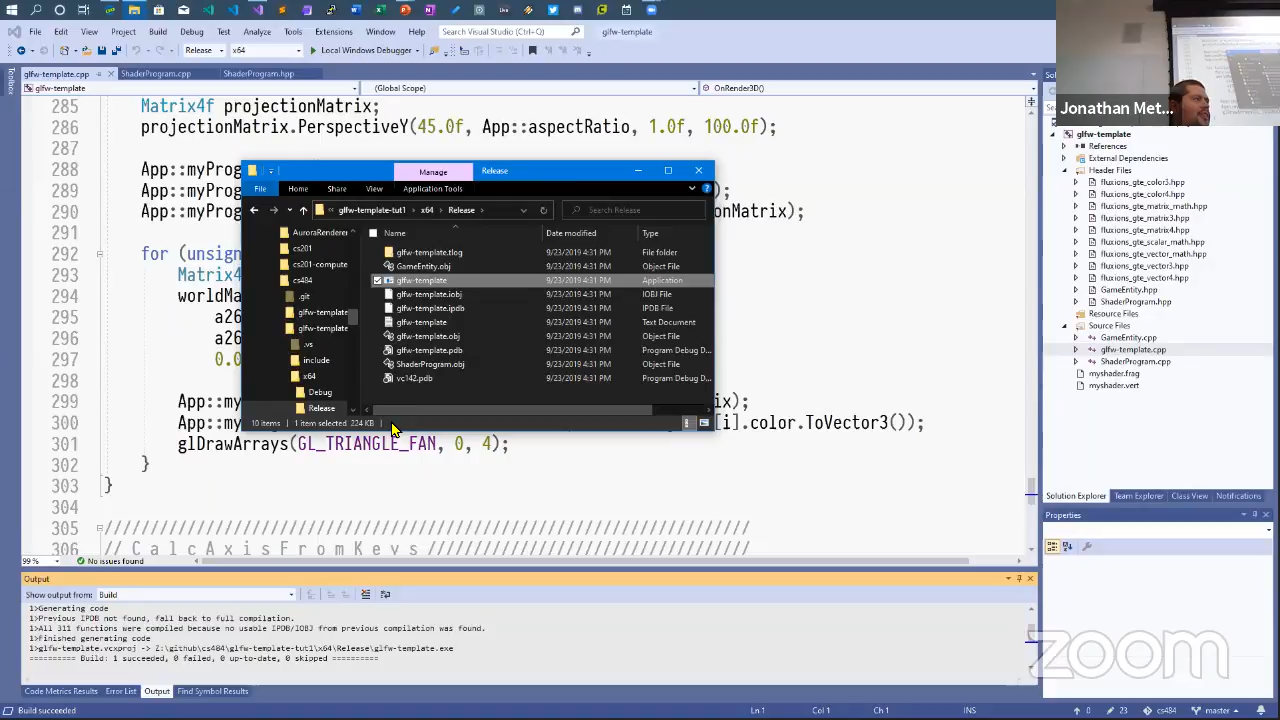 File Edit View Project Build Debug Test Analyze Tools Extensions Window Help Search Visual Studio (Ctrl+Q) glfw-template
Release x64 Local Windows Debugger
glfw-template.cpp ShaderProgram.cpp ShaderProgram.hpp
glfw-template (Global Scope) OnRender3D()
Toolbox
285 Matrix4f projectionMatrix;
286 projectionMatrix.PerspectiveY(45.0f, App::aspectRatio, 1.0f, 100.0f);
287
288 App::myProg
289 App::myProg );
290 App::myProg onMatrix);
291
292 for (unsign
293 Matrix4
294 worldMa
295 a26
296 a26
297 0.0
298
299 App::my ix);
300 App::my [i].color.ToVector3());
301 glDrawArrays(GL_TRIANGLE_FAN, 0, 4);
302 }
303 }
304
305 //////////////////////////////////////////////////////////////////////
306 // C a l c A x i s F r o m K e y s ///////////////////////////////////
99 % No issues found
Manage Release
File Home Share View Application Tools
glfw-template-tut1 › x64 › Release › Search Release
Name Date modified Type
AuroraRenderer
cs201
cs201-compute
cs484
.git
glfw-template
glfw-template
.vs
include
x64
Debug
Release
glfw-template.tlog 9/23/2019 4:31 PM File folder
GameEntity.obj 9/23/2019 4:31 PM Object File
glfw-template 9/23/2019 4:31 PM Application
glfw-template.iobj 9/23/2019 4:31 PM IOBJ File
glfw-template.ipdb 9/23/2019 4:31 PM IPDB File
glfw-template 9/23/2019 4:31 PM Text Document
glfw-template.obj 9/23/2019 4:31 PM Object File
glfw-template.pdb 9/23/2019 4:31 PM Program Debug D...
ShaderProgram.obj 9/23/2019 4:31 PM Object File
vc142.pdb 9/23/2019 4:31 PM Program Debug D...
10 items 1 item selected 224 KB
Jonathan Met...
glfw-template
References
External Dependencies
Header Files
fluxions_gte_color3.hpp
fluxions_gte_color4.hpp
fluxions_gte_matrix2.hpp
fluxions_gte_matrix3.hpp
fluxions_gte_matrix4.hpp
fluxions_gte_scalar_math.hpp
fluxions_gte_vector_math.hpp
fluxions_gte_vector3.hpp
fluxions_gte_vector4.hpp
GameEntity.hpp
ShaderProgram.hpp
Resource Files
Source Files
GameEntity.cpp
glfw-template.cpp
ShaderProgram.cpp
myshader.frag
myshader.vert
Solution Explorer Team Explorer Class View Notifications
Properties
Output
Show output from: Build
1>Generating code
1>Previous IPDB not found, fall back to full compilation.
1>All 311 functions were compiled because no usable IPDB/IOBJ from previous compilation was found.
1>Finished generating code
1>glfw-template.vcxproj -> Z:\github\cs484\glfw-template-tut1\x64\Release\glfw-template.exe
========== Build: 1 succeeded, 0 failed, 0 up-to-date, 0 skipped ==========
Code Metrics Results Error List Output Find Symbol Results
zoom
Build succeeded Ln 1 Col 1 Ch 1 INS 0 23 cs484 master